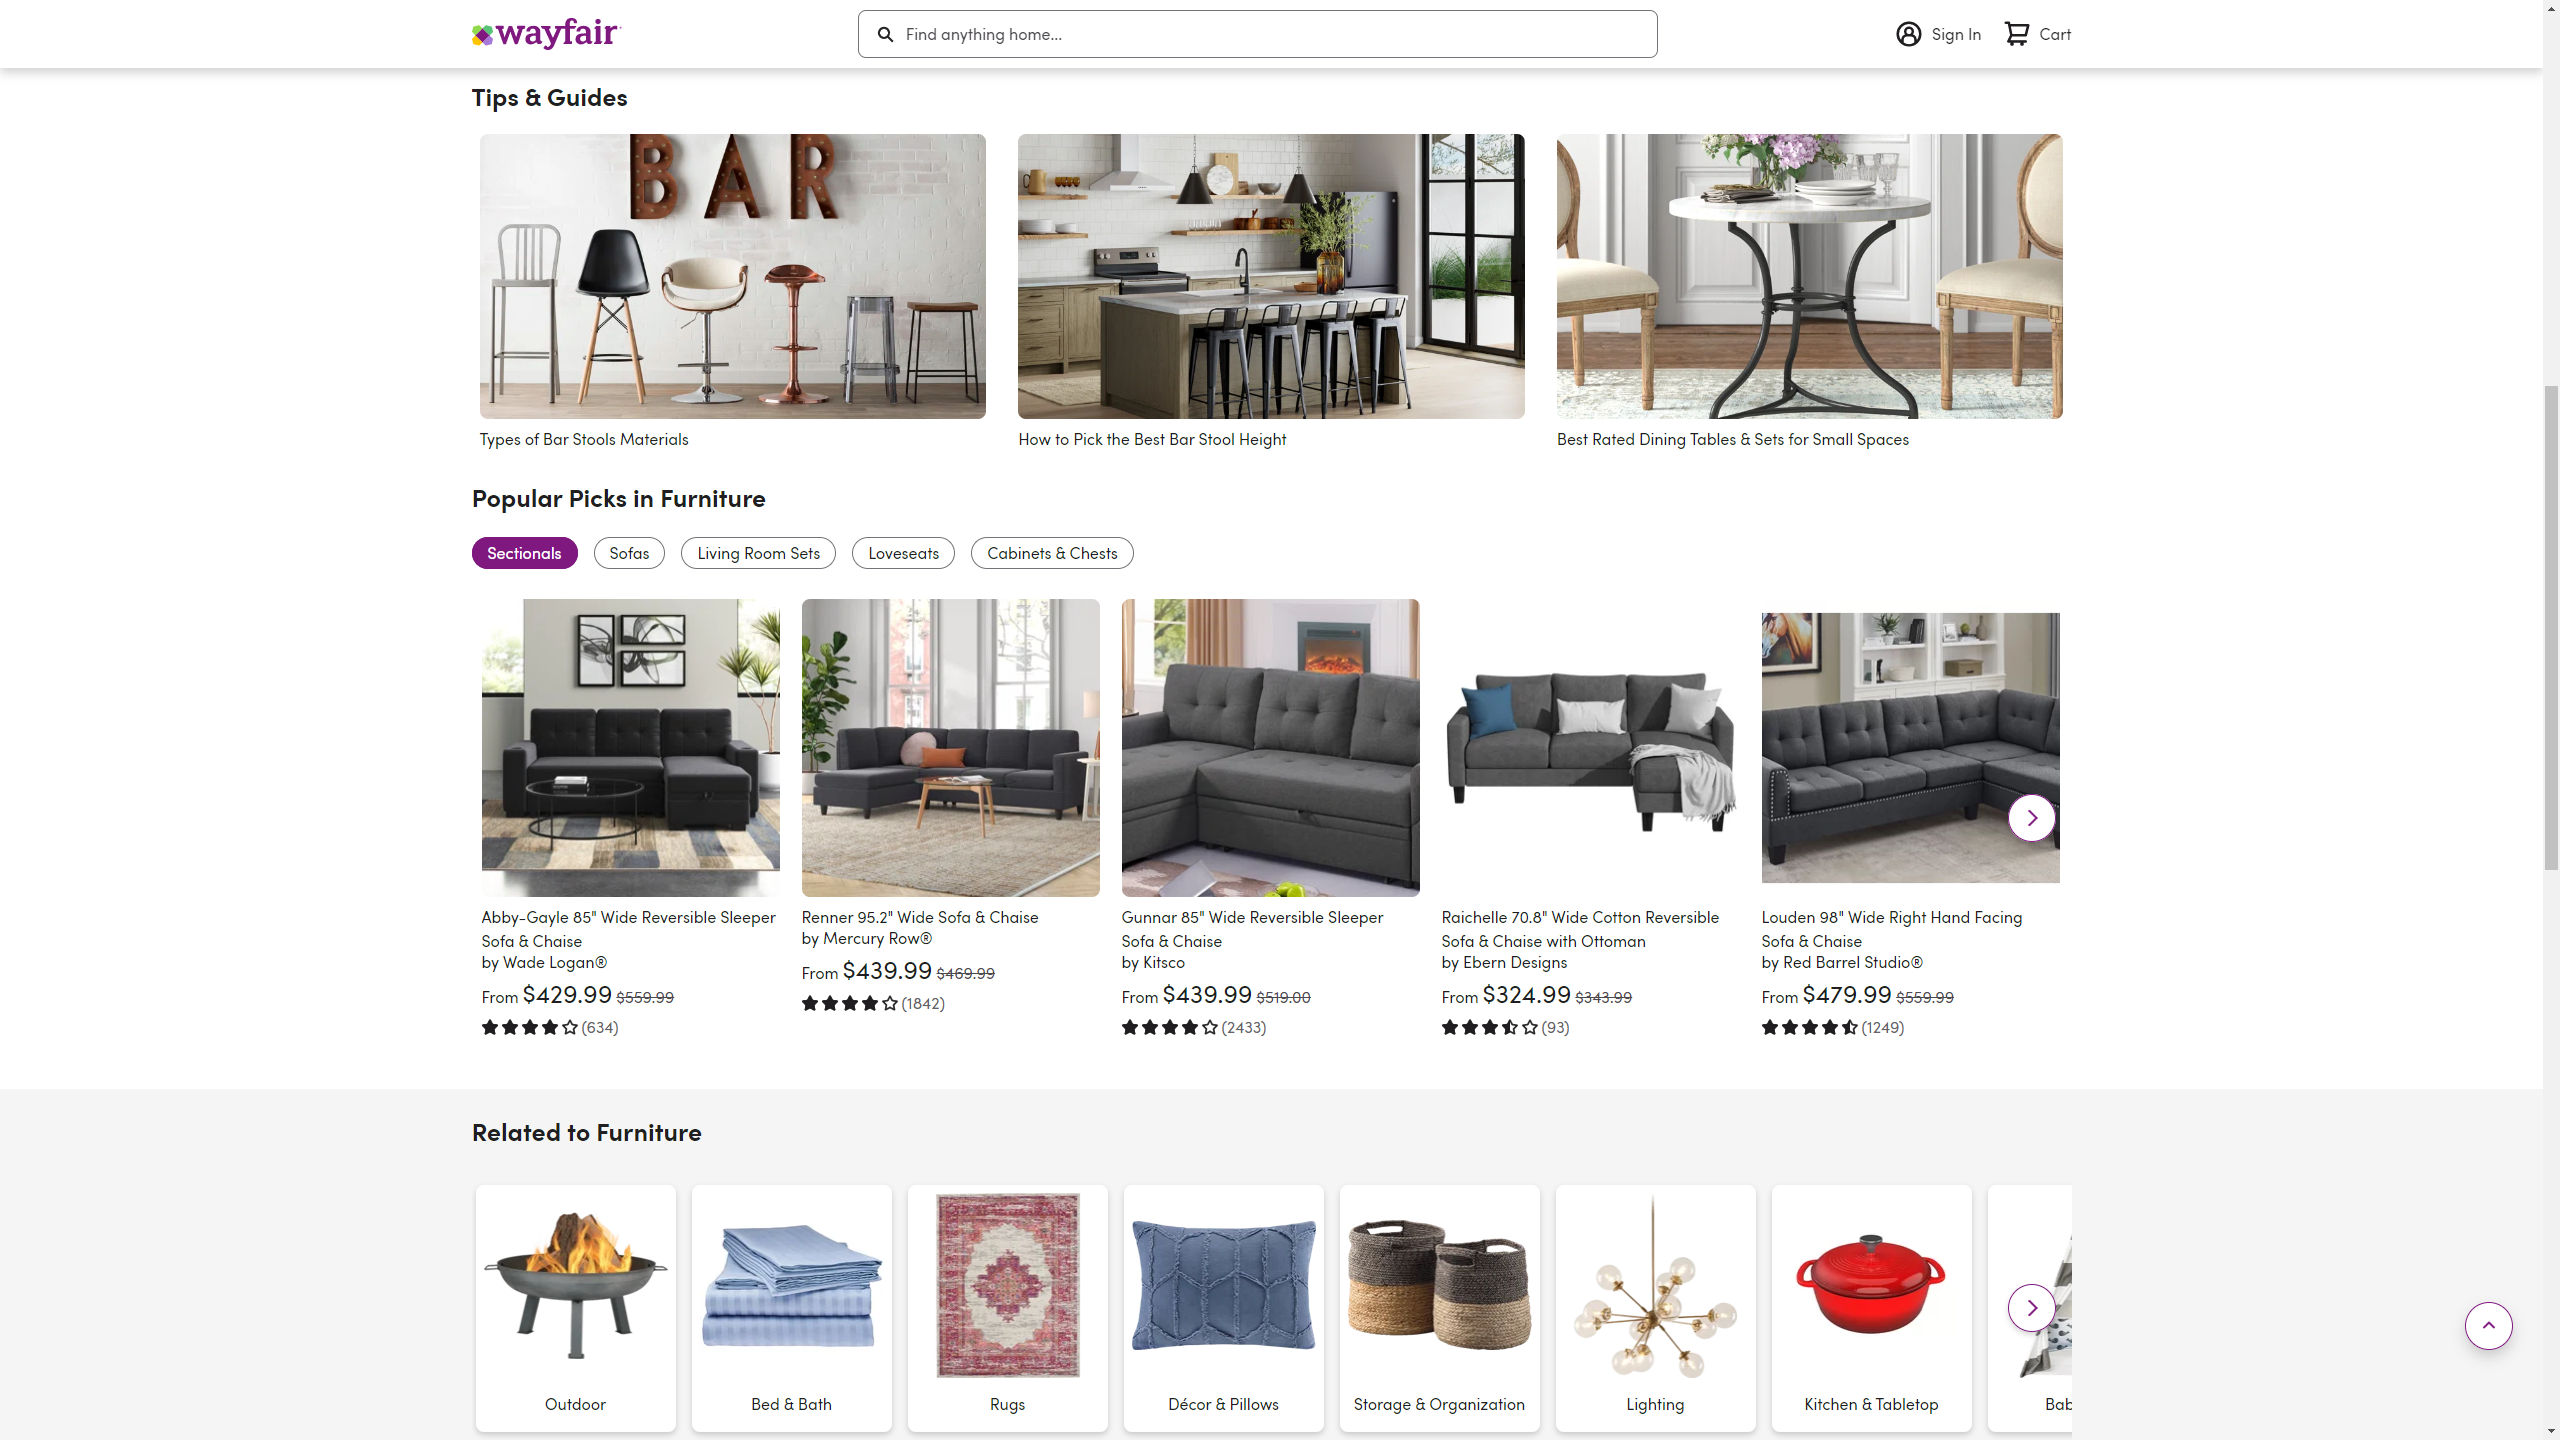 wayfair
Find anything home...
Sign In
Cart
Tips & Guides
BAR
Types of Bar Stools Materials
How to Pick the Best Bar Stool Height
Best Rated Dining Tables & Sets for Small Spaces
Popular Picks in Furniture
Sectionals
Sofas
Living Room Sets
Loveseats
Cabinets & Chests
Abby-Gayle 85" Wide Reversible Sleeper
Sofa & Chaise
by Wade Logan®
From $429.99 $559.99
(634)
Renner 95.2" Wide Sofa & Chaise
by Mercury Row®
From $439.99 $469.99
(1842)
Gunnar 85" Wide Reversible Sleeper
Sofa & Chaise
by Kitsco
From $439.99 $519.00
(2433)
Raichelle 70.8" Wide Cotton Reversible
Sofa & Chaise with Ottoman
by Ebern Designs
From $324.99 $343.99
(93)
Louden 98" Wide Right Hand Facing
Sofa & Chaise
by Red Barrel Studio®
From $479.99 $559.99
(1249)
Related to Furniture
Outdoor
Bed & Bath
Rugs
Décor & Pillows
Storage & Organization
Lighting
Kitchen & Tabletop
Bab